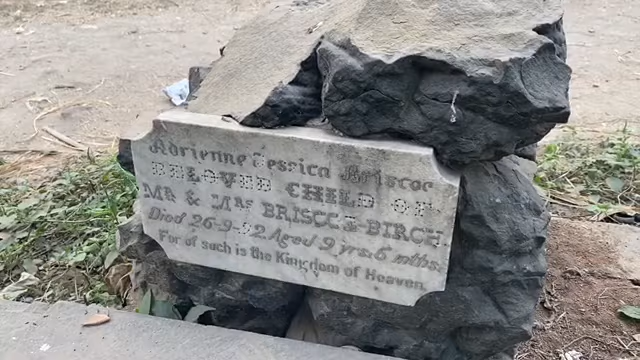 Adrienne Jessica Briscoe
BELOVED CHILD OF
MR & MRS BRISCOE-BIRCH.
Died 26-9- Aged 9 yrs. 6 mths.
For of such is the Kingdom of Heaven.